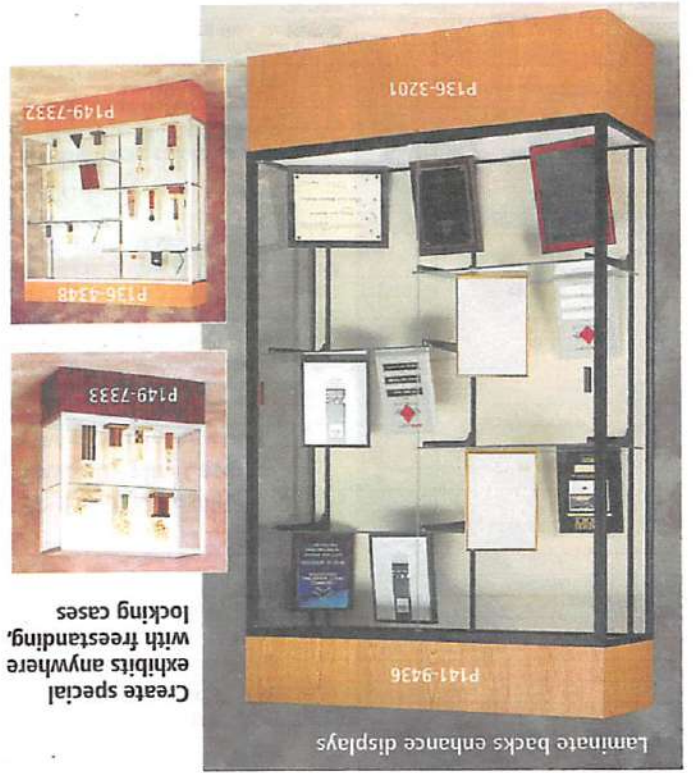 Laminate backs enhance displays
P141-9436
P136-3201
Create special
exhibits anywhere
with freestanding,
locking cases
P149-7333
P136-4348
P149-7332